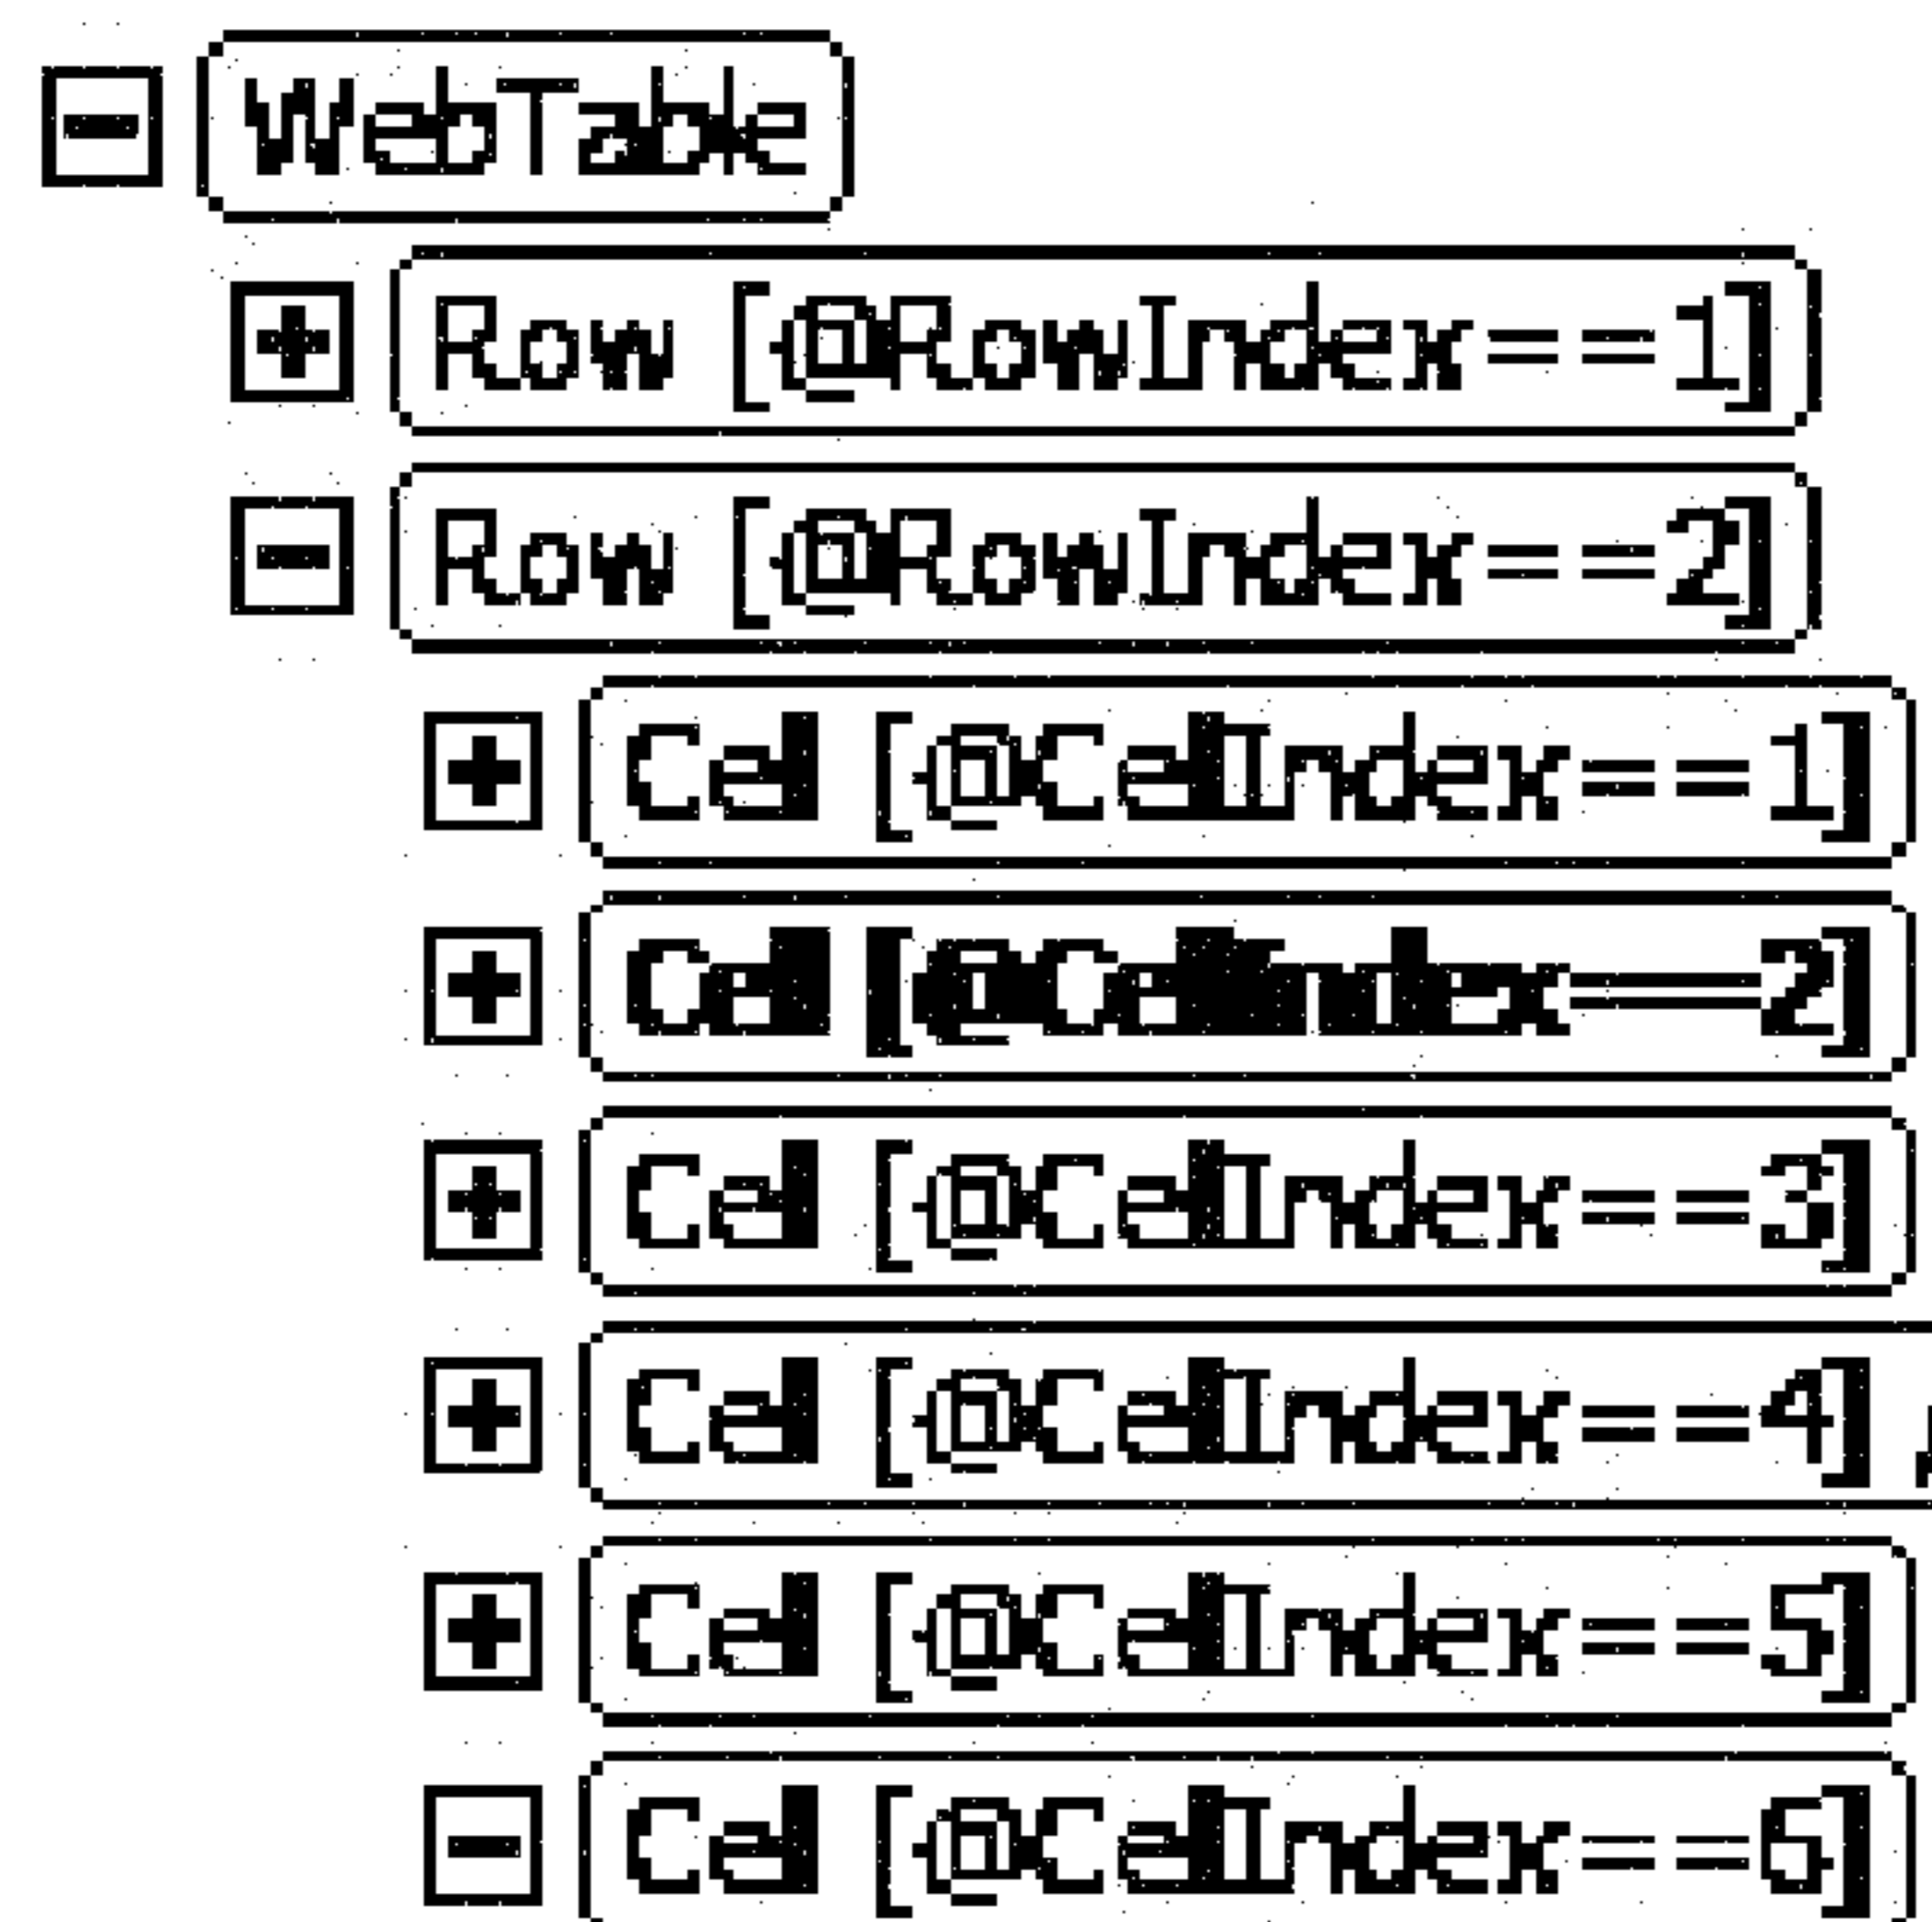 WebTable
Row [@RowIndex==1]
Row [@RowIndex==2]
Cell [@CellIndex==1]
Cell [@CellIndex==2]
Cell [@CellIndex==3]
Cell [@CellIndex==4]
Cell [@CellIndex==5]
Cell [@CellIndex==6]